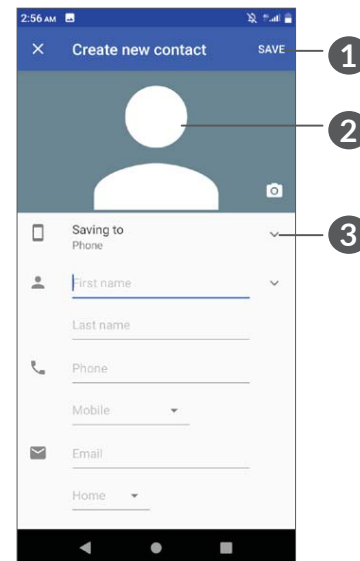 2:56 AM
Create new contact
SAVE
1
2
Saving to
Phone
3
First name
Last name
Phone
Mobile
Email
Home